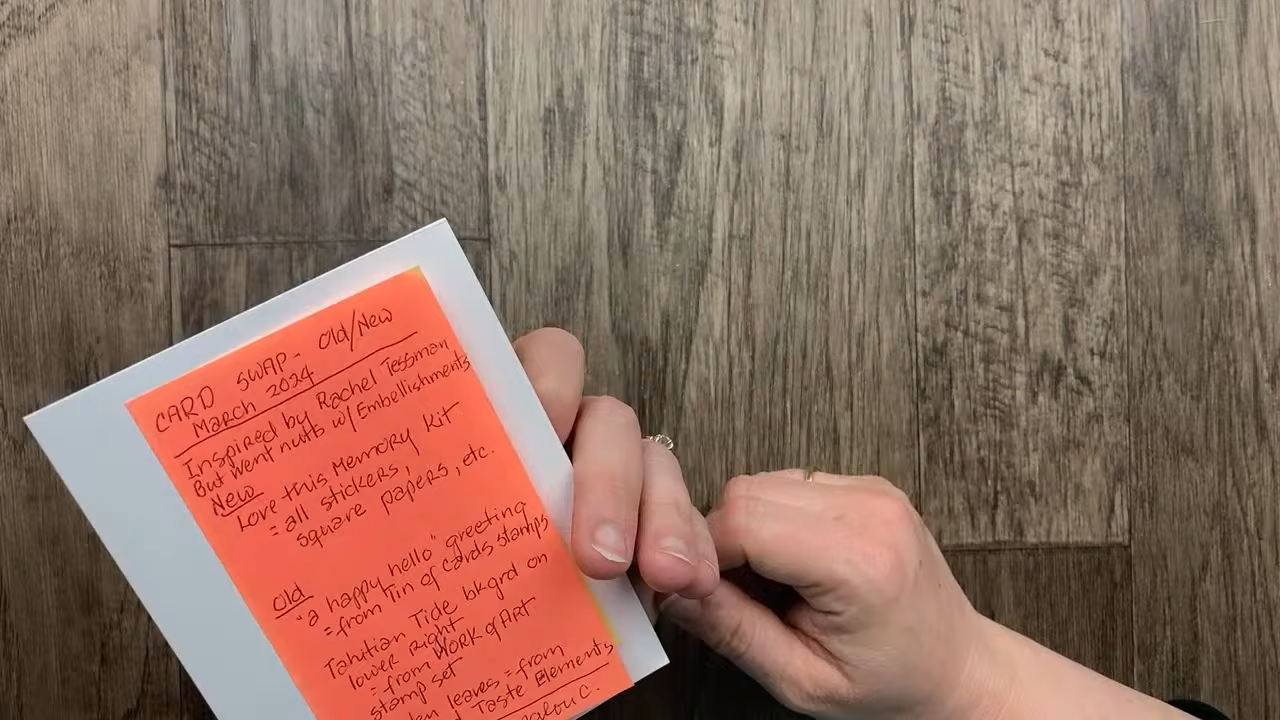 CARD SWAP - Old/New
March 2024
Inspired by Rachel Tessman
But went nuts w/ Embellishments
New
Love this Memory Kit
= all stickers,
square papers, etc.
Old
"a happy hello" greeting
= from Tin of Cards stamps
Tahitian Tide bkgrd on
lower right
= from WORK of ART
stamp set
leaves = from
Taste Elements